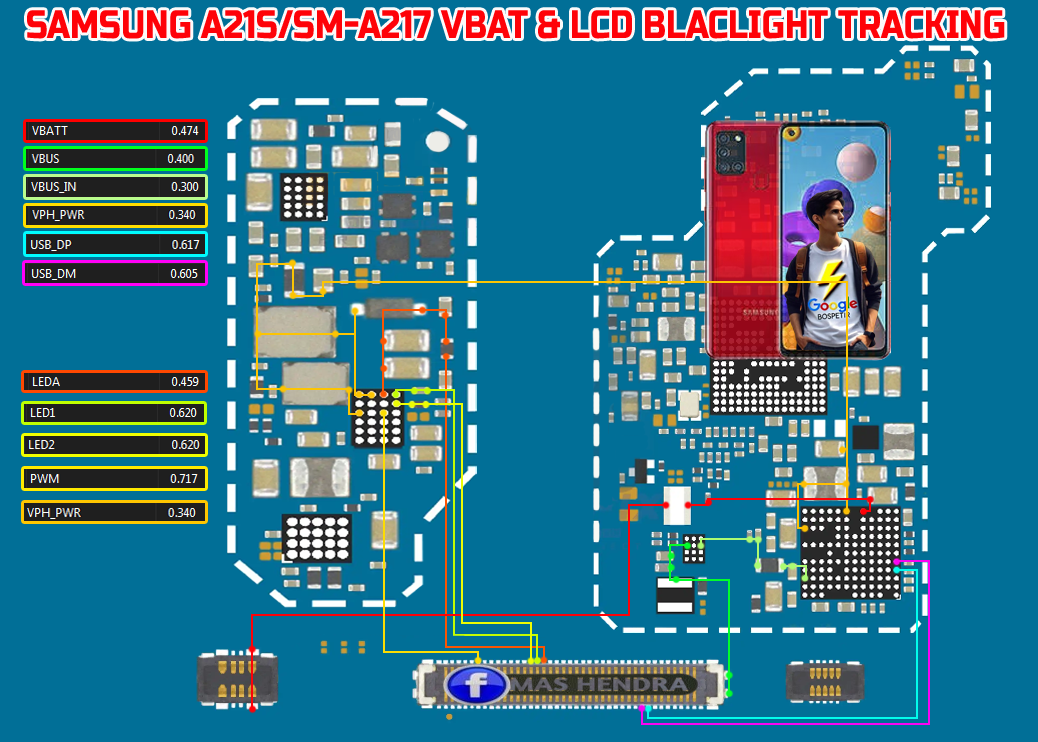 SAMSUNG A21S/SM-A217 VBAT & LCD BLACLIGHT TRACKING
VBATT 0.474
VBUS 0.400
VBUS_IN 0.300
VPH_PWR 0.340
USB_DP 0.617
USB_DM 0.605
SAMSUNG
Google
BOSPETIR
LEDA 0.459
LED1 0.620
LED2 0.620
PWM 0.717
VPH_PWR 0.340
f MAS HENDRA